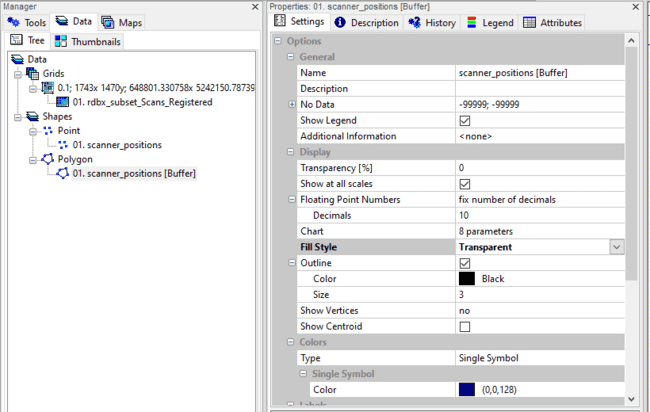 Manager
Tools Data Maps
Tree Thumbnails
Data
Grids
0.1; 1743x 1470y; 648801.330758x 5242150.78739
01. rdbx_subset_Scans_Registered
Shapes
Point
01. scanner_positions
Polygon
01. scanner_positions [Buffer]
Properties: 01. scanner_positions [Buffer]
Settings Description History Legend Attributes
Options
General
Name scanner_positions [Buffer]
Description
No Data -99999; -99999
Show Legend
Additional Information <none>
Display
Transparency [%] 0
Show at all scales
Floating Point Numbers fix number of decimals
Decimals 10
Chart 8 parameters
Fill Style Transparent
Outline
Color Black
Size 3
Show Vertices no
Show Centroid
Colors
Type Single Symbol
Single Symbol
Color (0,0,128)
Labels